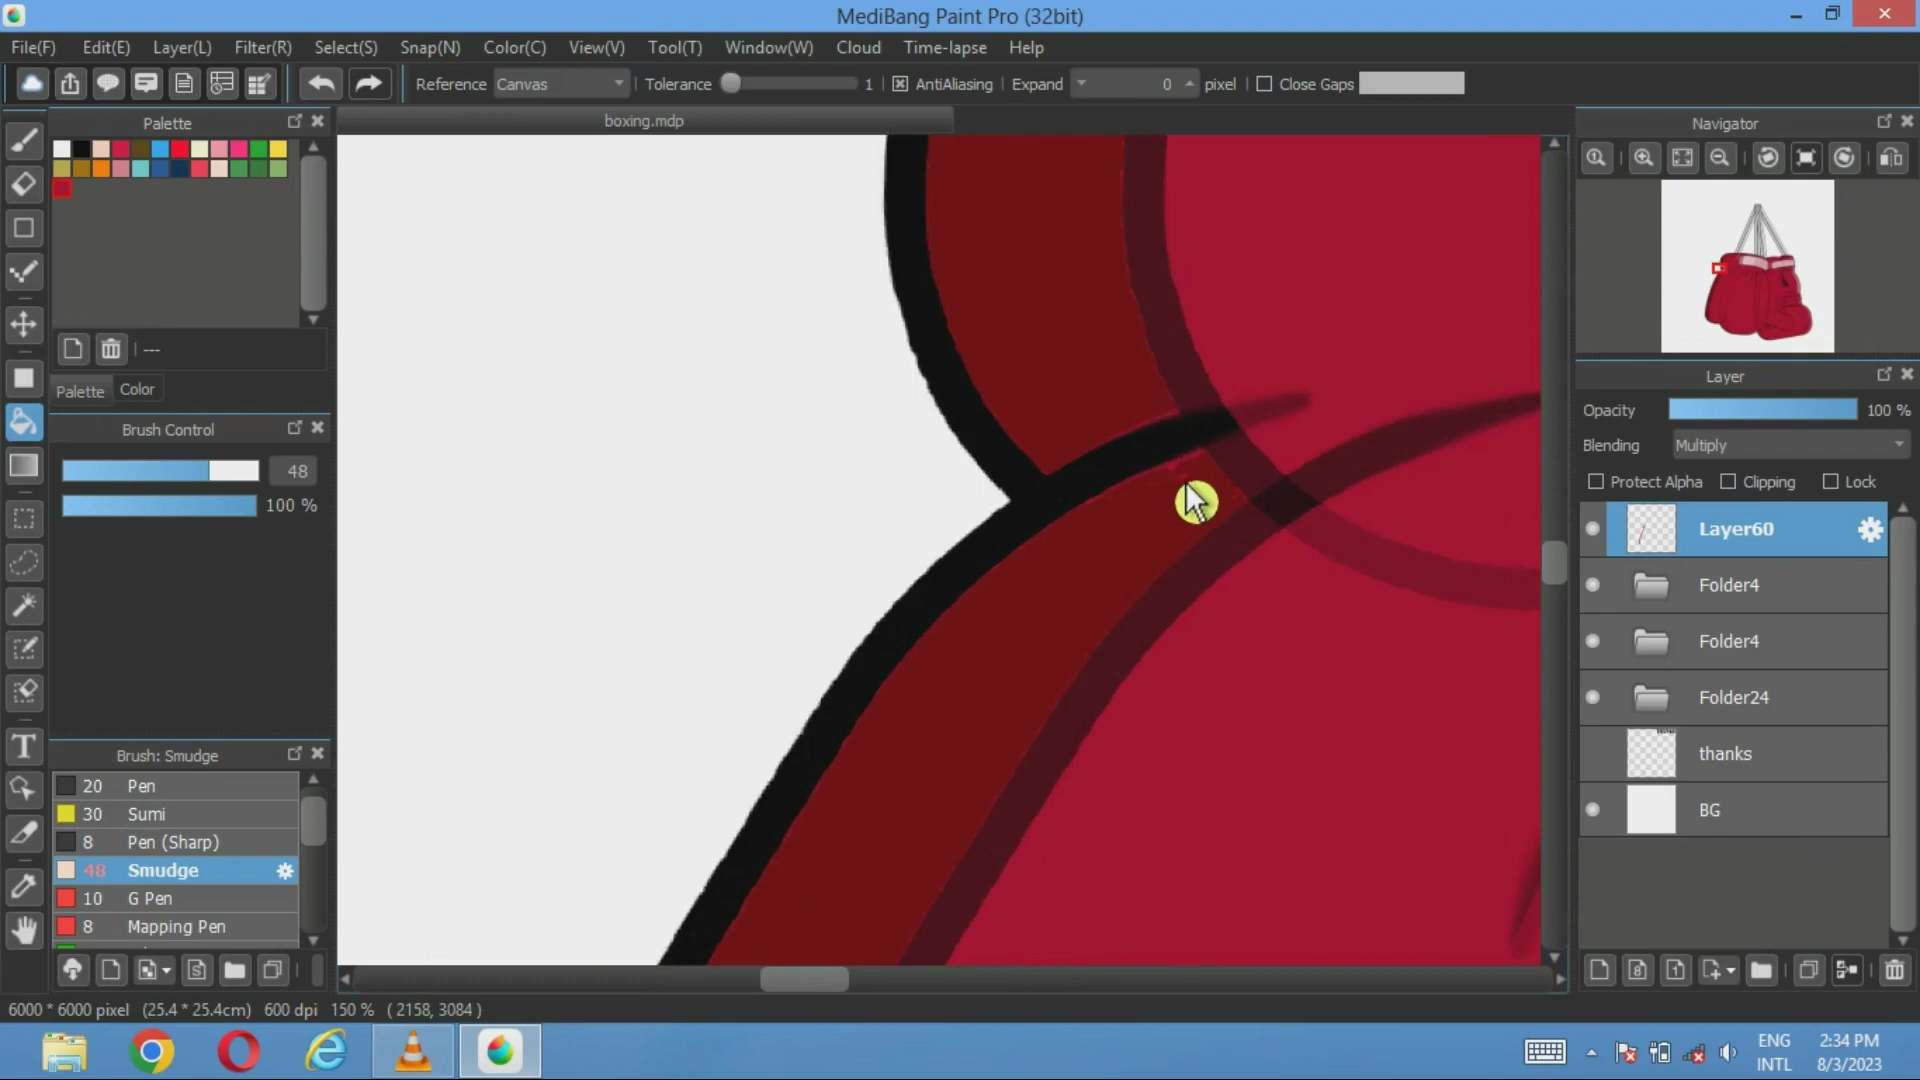 MediBang Paint Pro (32bit)
File(F) Edit(E) Layer(L) Filter(R) Select(S) Snap(N) Color(C) View(V) Tool(T) Window(W) Cloud Time-lapse Help
Reference Canvas Tolerance 1 AntiAliasing Expand 0 pixel Close Gaps
Palette
boxing.mdp
Navigator
---
Palette Color
Brush Control
48
100 %
Layer
Opacity 100 %
Blending Multiply
Protect Alpha Clipping Lock
Layer60
Folder4
Folder4
Folder24
thanks
BG
Brush: Smudge
20 Pen
30 Sumi
8 Pen (Sharp)
48 Smudge
10 G Pen
8 Mapping Pen
6000 * 6000 pixel (25.4 * 25.4cm) 600 dpi 150 % ( 2158, 3084 )
ENG
INTL
2:34 PM
8/3/2023